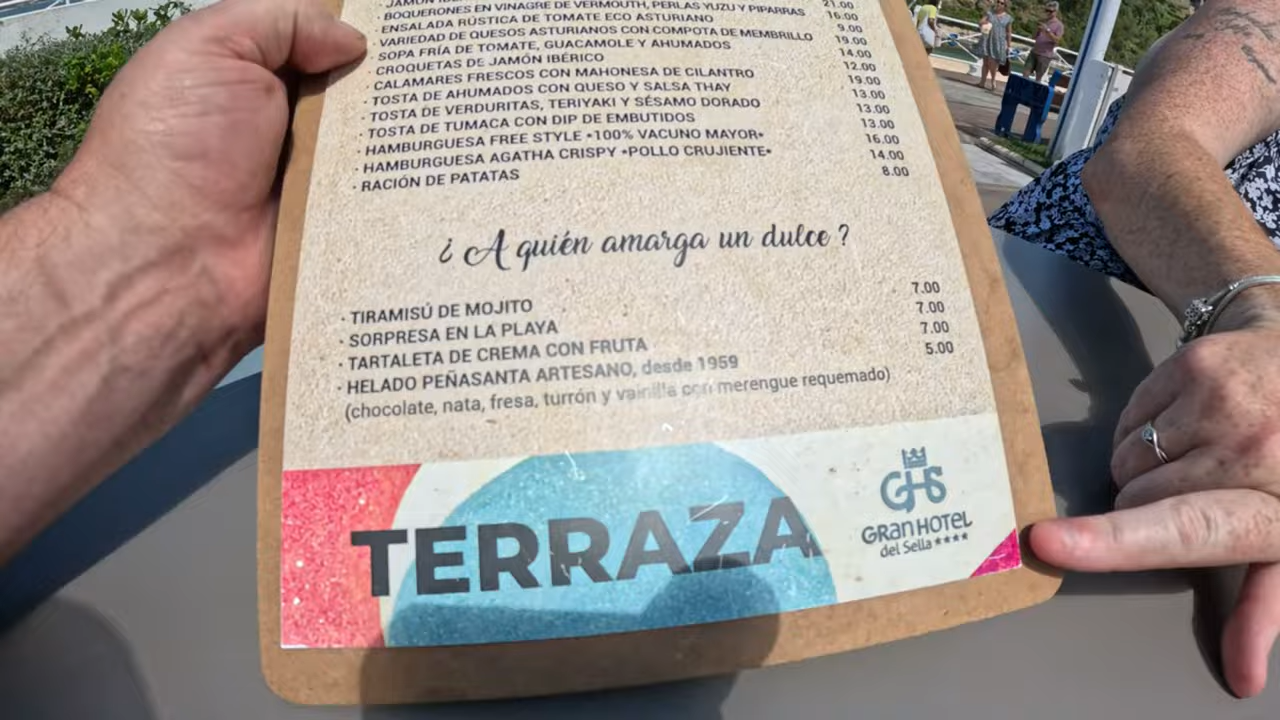 · BOQUERONES EN VINAGRE DE VERMOUTH, PERLAS YUZU Y PIPARRAS 21.00
· ENSALADA RÚSTICA DE TOMATE ECO ASTURIANO 16.00
· VARIEDAD DE QUESOS ASTURIANOS CON COMPOTA DE MEMBRILLO 9.00
· SOPA FRÍA DE TOMATE, GUACAMOLE Y AHUMADOS 19.00
· CROQUETAS DE JAMÓN IBÉRICO 14.00
· CALAMARES FRESCOS CON MAHONESA DE CILANTRO 12.00
· TOSTA DE AHUMADOS CON QUESO Y SALSA THAY 19.00
· TOSTA DE VERDURITAS, TERIYAKI Y SÉSAMO DORADO 13.00
· TOSTA DE TUMACA CON DIP DE EMBUTIDOS 13.00
· HAMBURGUESA FREE STYLE •100% VACUNO MAYOR• 13.00
· HAMBURGUESA AGATHA CRISPY •POLLO CRUJIENTE• 16.00
· RACIÓN DE PATATAS 14.00
8.00
¿ A quién amarga un dulce ?
· TIRAMISÚ DE MOJITO 7.00
· SORPRESA EN LA PLAYA 7.00
· TARTALETA DE CREMA CON FRUTA 7.00
· HELADO PEÑASANTA ARTESANO, desde 1959 5.00
(chocolate, nata, fresa, turrón y vainilla con merengue requemado)
TERRAZA
GHS
GRAN HOTEL
del Sella ★★★★